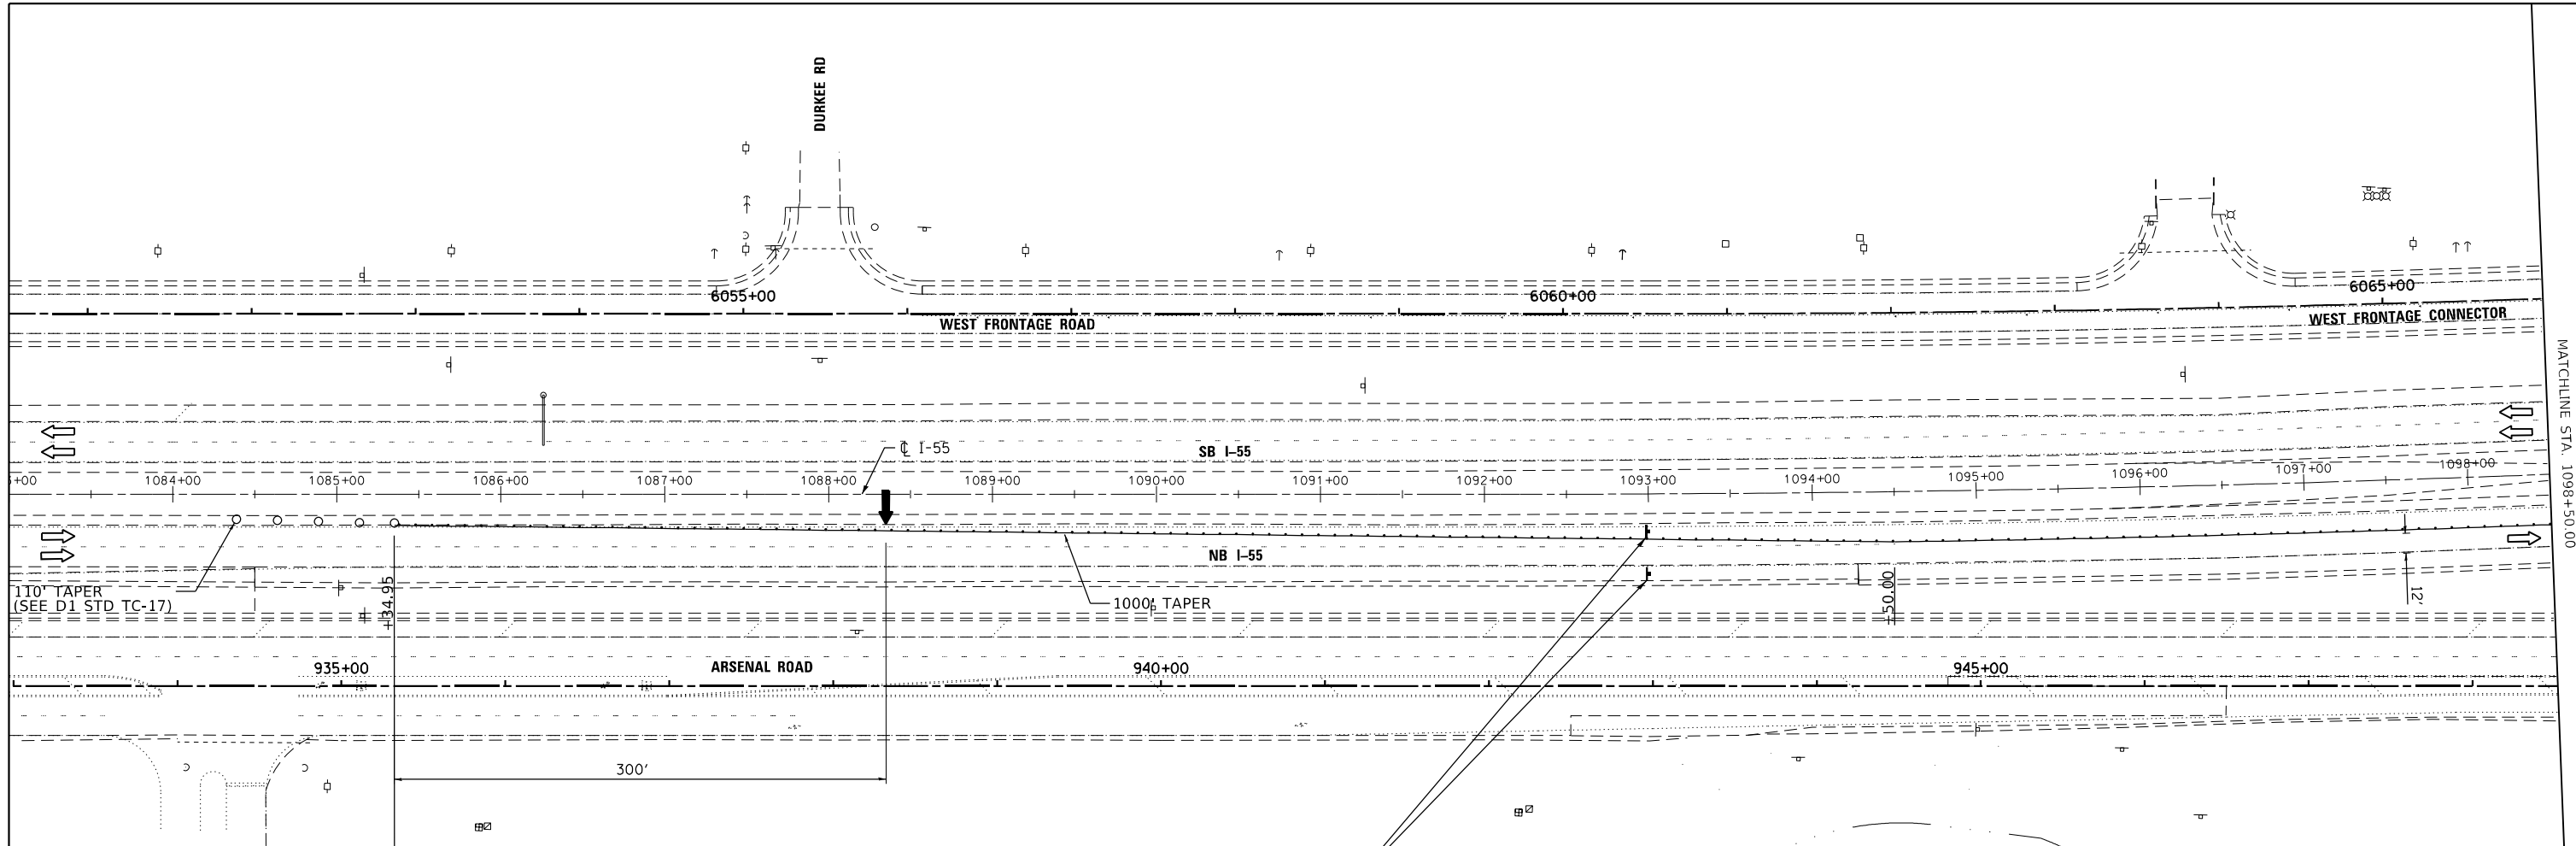 DURKEE RD
6055+00
6060+00
6065+00
WEST FRONTAGE ROAD
WEST FRONTAGE CONNECTOR
MATCHLINE STA. 1098+50.00
℄ I-55
SB I-55
+00
1084+00
1085+00
1086+00
1087+00
1088+00
1089+00
1090+00
1091+00
1092+00
1093+00
1094+00
1095+00
1096+00
1097+00
1098+00
NB I-55
110' TAPER
(SEE D1 STD TC-17)
+34.95
1000' TAPER
+50.00
12'
935+00
ARSENAL ROAD
940+00
945+00
300'